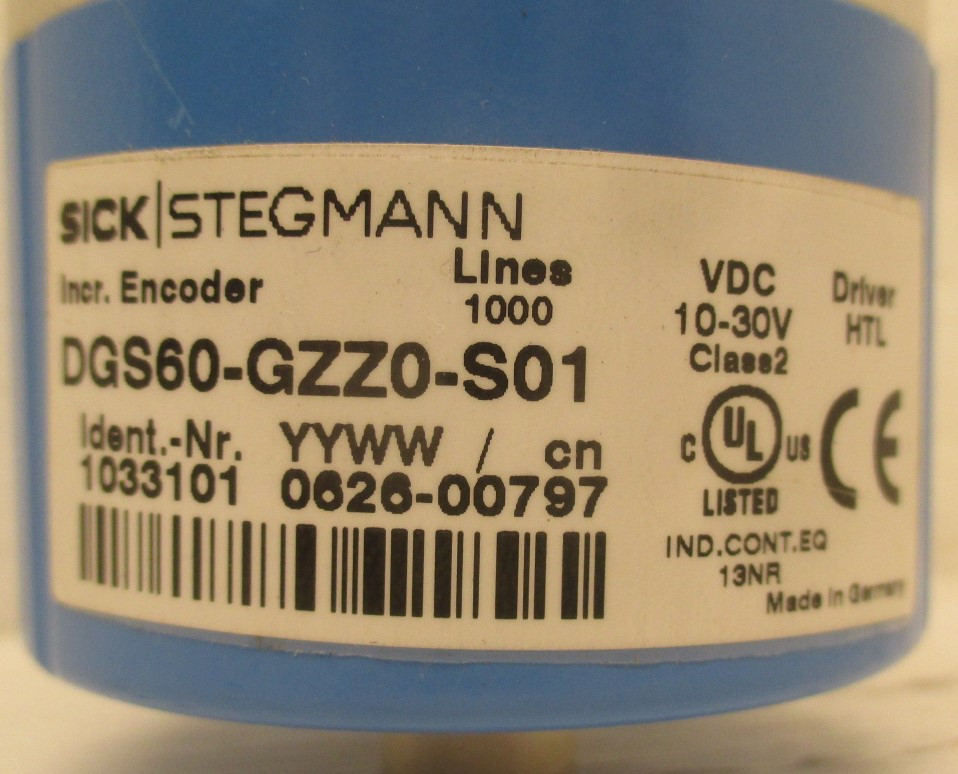 SICK|STEGMANN
Incr. Encoder
Lines
1000
DGS60-GZZ0-S01
Ident.-Nr. YYWW / cn
1033101 0626-00797
VDC
10-30V
Class2
Driver
HTL
C UL US
LISTED
CE
IND.CONT.EQ
13NR
Made in Germany